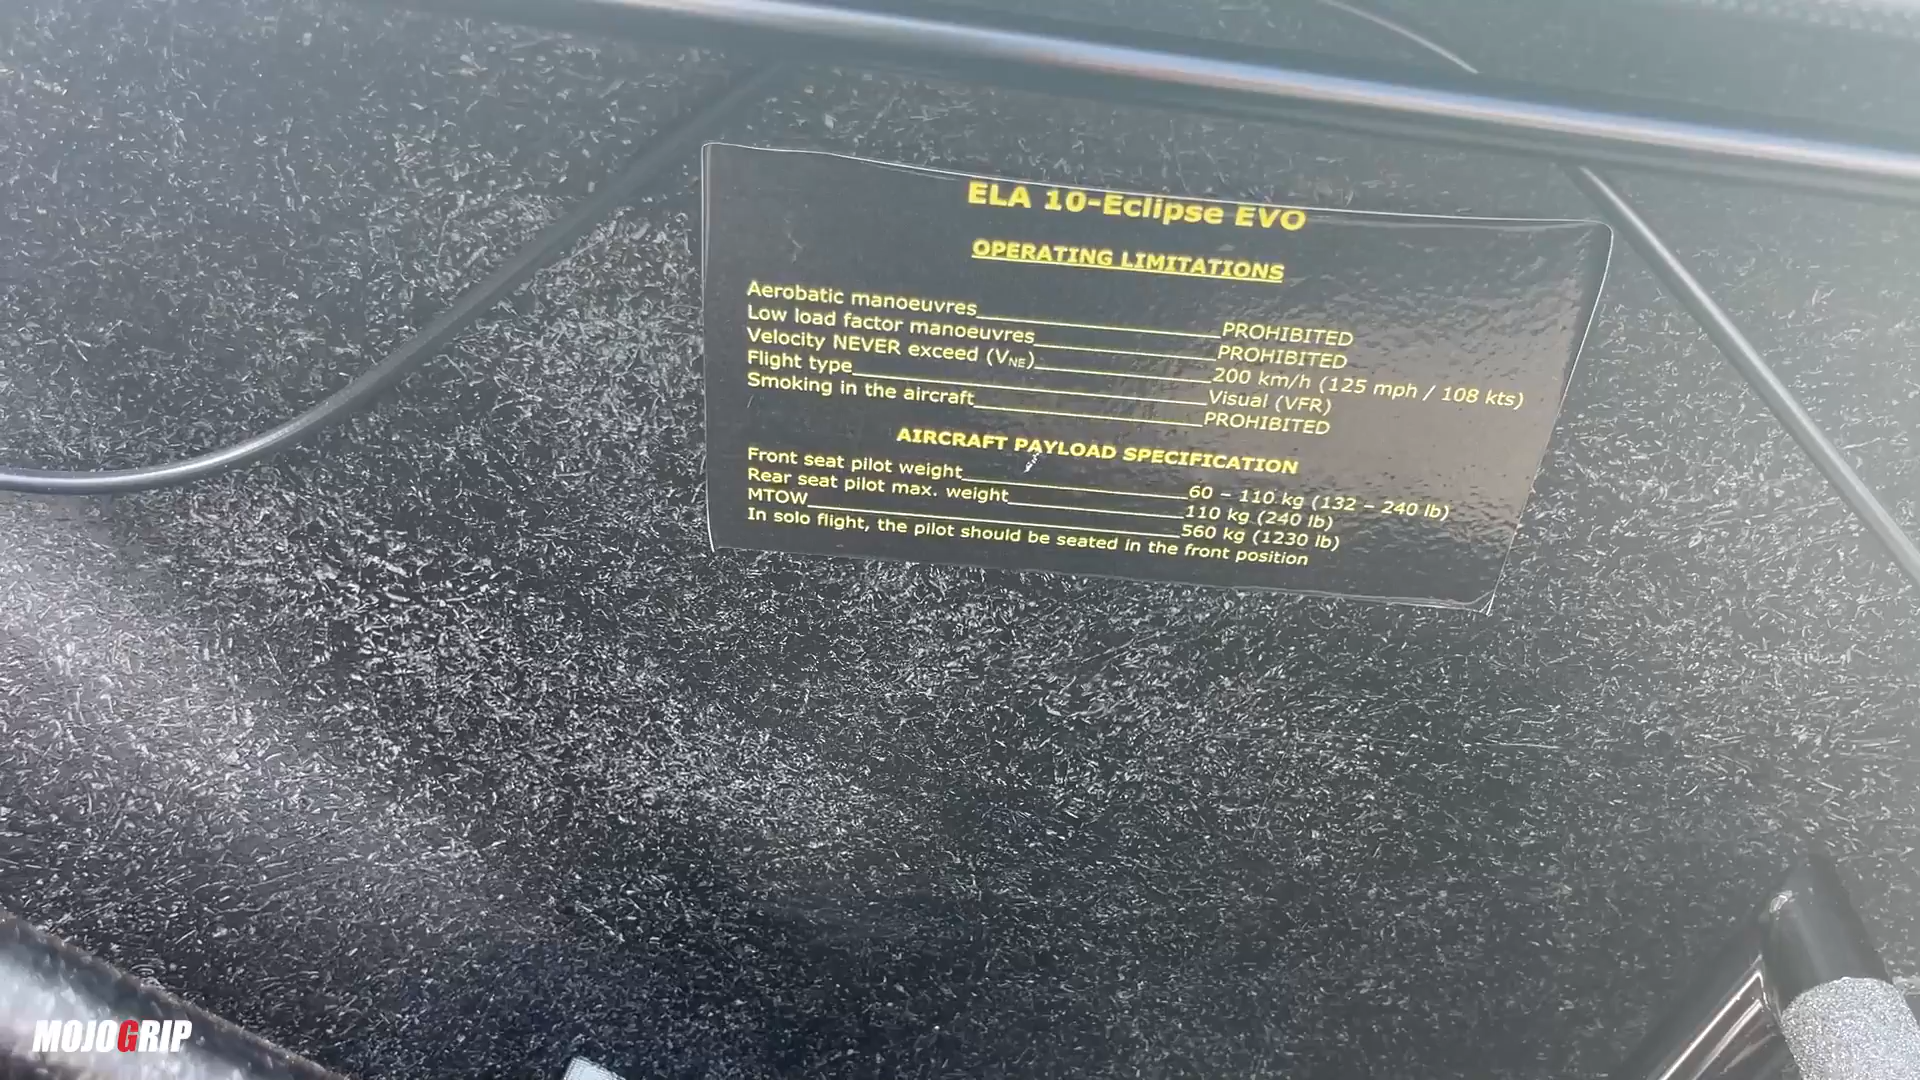 ELA 10-Eclipse EVO
OPERATING LIMITATIONS
Aerobatic manoeuvres PROHIBITED
Low load factor manoeuvres PROHIBITED
Velocity NEVER exceed (VNE) 200 km/h (125 mph / 108 kts)
Flight type Visual (VFR)
Smoking in the aircraft PROHIBITED
AIRCRAFT PAYLOAD SPECIFICATION
Front seat pilot weight 60 – 110 kg (132 – 240 lb)
Rear seat pilot max. weight 110 kg (240 lb)
MTOW 560 kg (1230 lb)
In solo flight, the pilot should be seated in the front position
MOJOGRIP